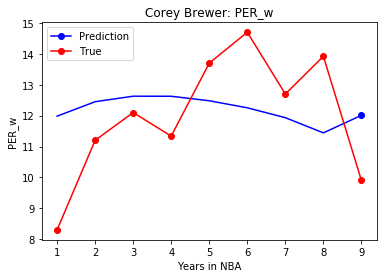 Corey Brewer: PER_w
Prediction
True
PER_w
15
14
13
12
11
10
9
8
1 2 3 4 5 6 7 8 9
Years in NBA